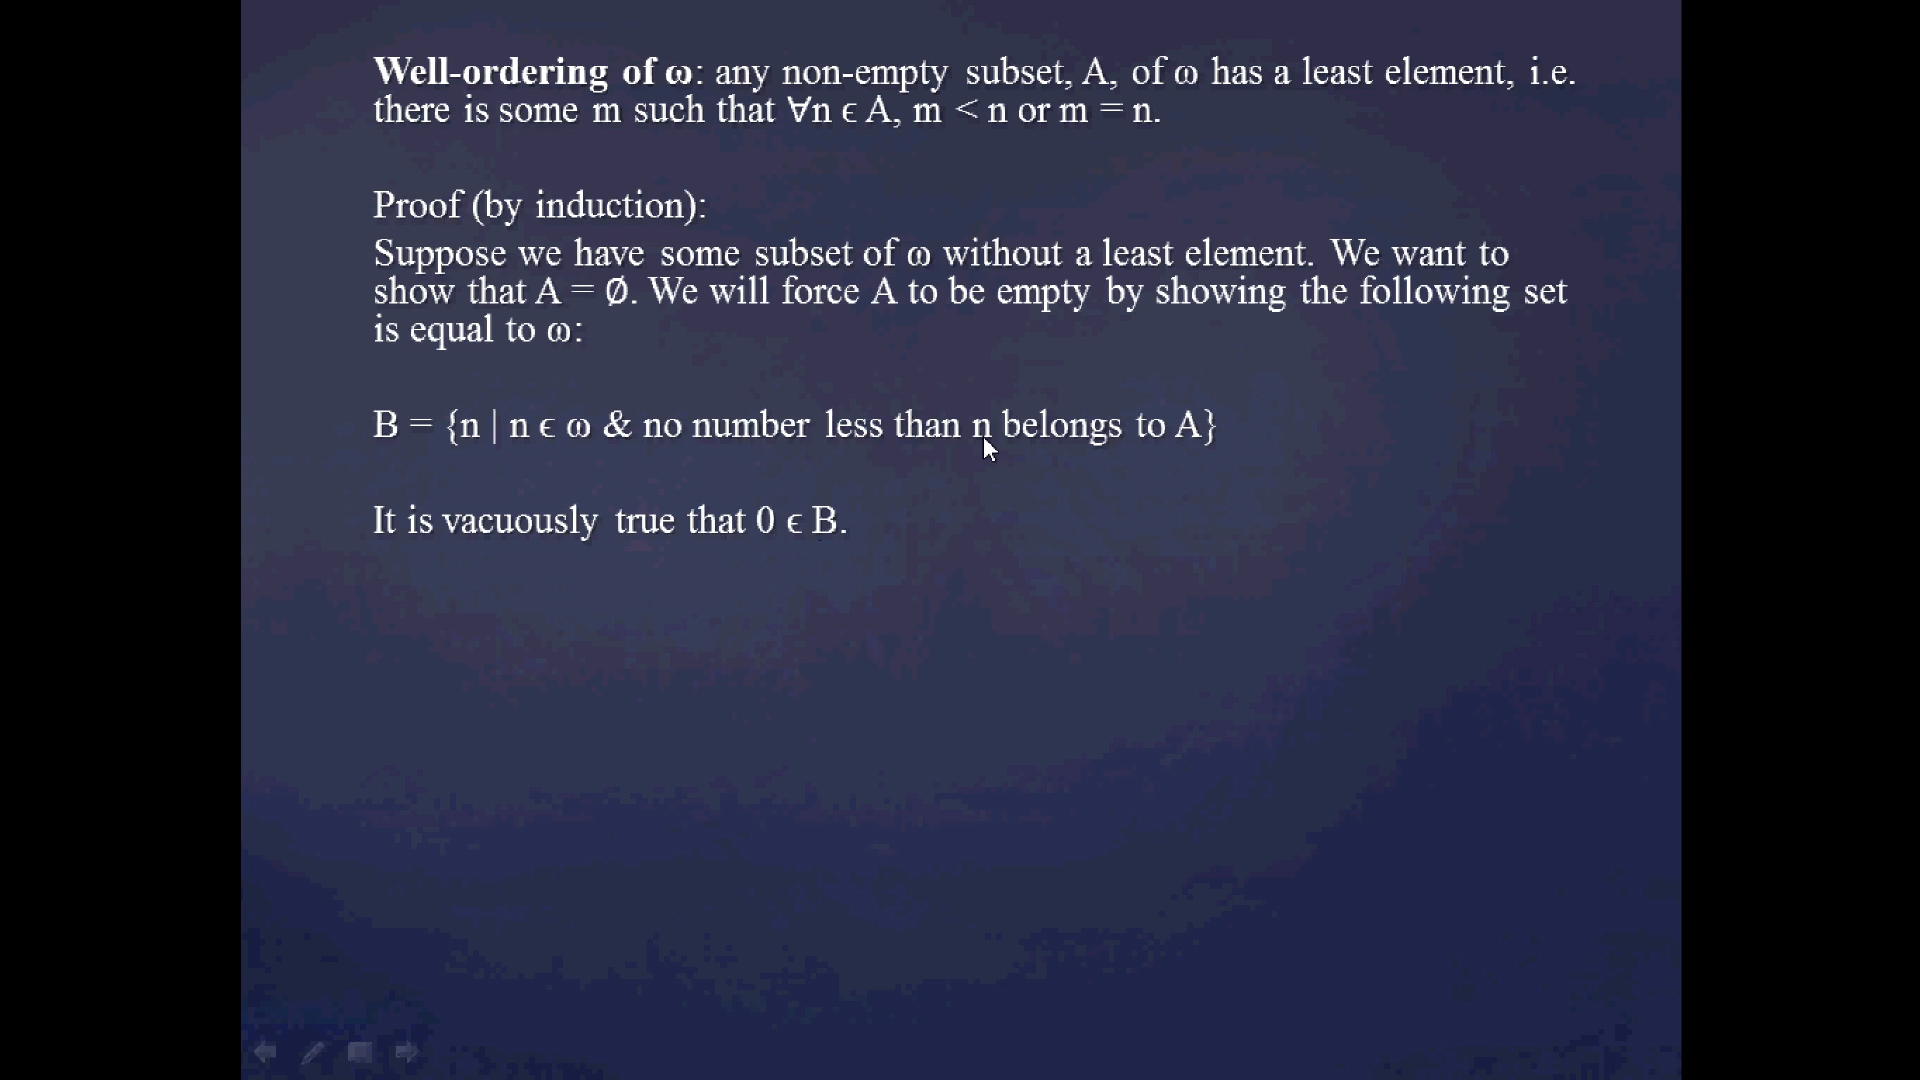 Well-ordering of ω: any non-empty subset, A, of ω has a least element, i.e.
there is some m such that ∀n ϵ A, m < n or m = n.
Proof (by induction):
Suppose we have some subset of ω without a least element. We want to
show that A = ∅. We will force A to be empty by showing the following set
is equal to ω:
B = {n | n ϵ ω & no number less than n belongs to A}
It is vacuously true that 0 ϵ B.